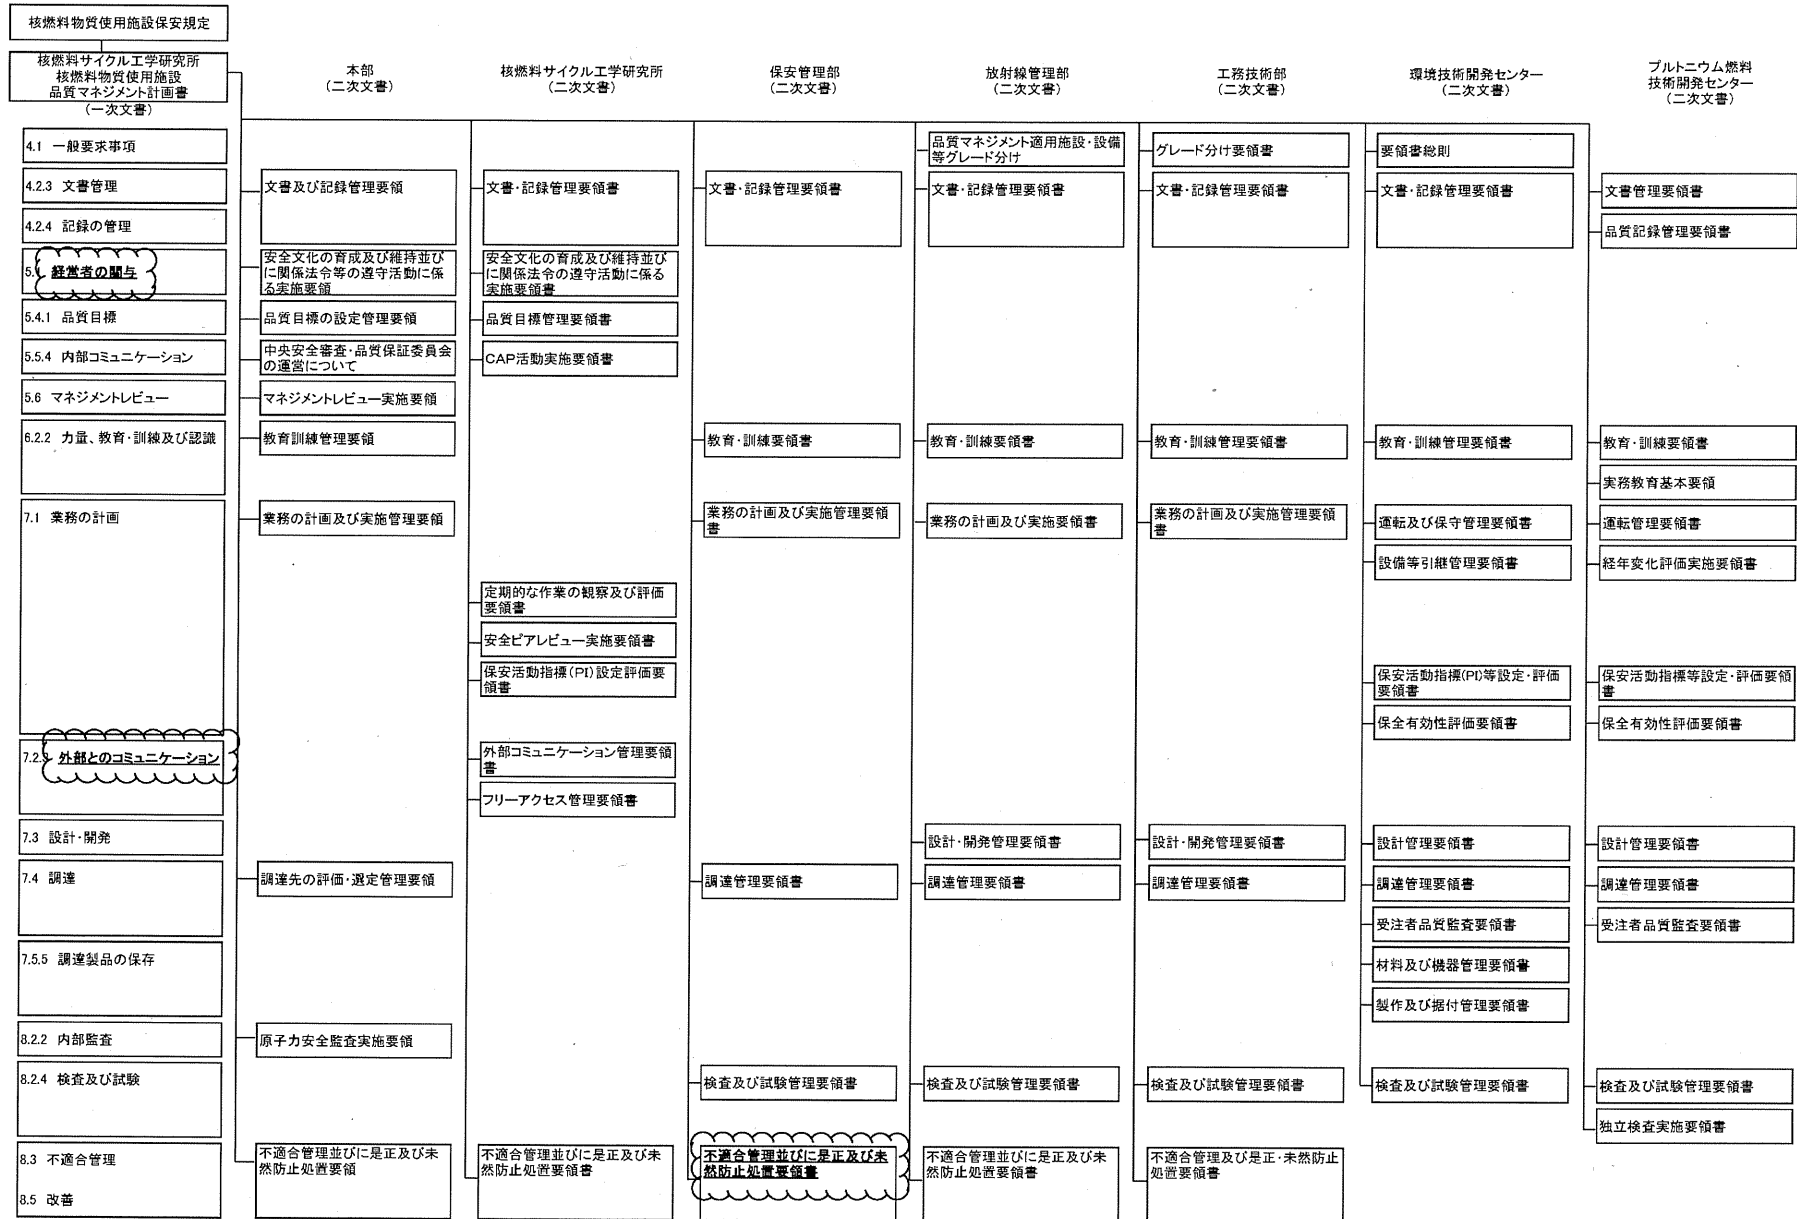 核燃料物質使用施設保安規定
核燃料サイクル工学研究所
核燃料物質使用施設
品質マネジメント計画書
(一次文書)
本部
(二次文書)
核燃料サイクル工学研究所
(二次文書)
保安管理部
(二次文書)
放射線管理部
(二次文書)
工務技術部
(二次文書)
環境技術開発センター
(二次文書)
プルトニウム燃料
技術開発センター
(二次文書)
4.1 一般要求事項
品質マネジメント適用施設・設備
等グレード分け
グレード分け要領書
要領書総則
4.2.3 文書管理
文書及び記録管理要領
文書・記録管理要領書
文書・記録管理要領書
文書・記録管理要領書
文書・記録管理要領書
文書・記録管理要領書
文書管理要領書
4.2.4 記録の管理
品質記録管理要領書
5. 経営者の関与
安全文化の育成及び維持並び
に関係法令等の遵守活動に係
る実施要領
安全文化の育成及び維持並び
に関係法令の遵守活動に係る
実施要領書
5.4.1 品質目標
品質目標の設定管理要領
品質目標管理要領書
5.5.4 内部コミュニケーション
中央安全審査・品質保証委員会
の運営について
CAP活動実施要領書
5.6 マネジメントレビュー
マネジメントレビュー実施要領
6.2.2 力量、教育・訓練及び認識
教育訓練管理要領
教育・訓練要領書
教育・訓練要領書
教育・訓練管理要領書
教育・訓練管理要領書
教育・訓練要領書
実務教育基本要領
7.1 業務の計画
業務の計画及び実施管理要領
業務の計画及び実施管理要領
書
業務の計画及び実施要領書
業務の計画及び実施管理要領
書
運転及び保守管理要領書
運転管理要領書
設備等引継管理要領書
経年変化評価実施要領書
定期的な作業の観察及び評価
要領書
安全ピアレビュー実施要領書
保安活動指標(PI)設定評価要
領書
保安活動指標(PI)等設定・評価
要領書
保安活動指標等設定・評価要領
書
保全有効性評価要領書
保全有効性評価要領書
7.2.3 外部とのコミュニケーション
外部コミュニケーション管理要領
書
フリーアクセス管理要領書
7.3 設計・開発
設計・開発管理要領書
設計・開発管理要領書
設計管理要領書
設計管理要領書
7.4 調達
調達先の評価・選定管理要領
調達管理要領書
調達管理要領書
調達管理要領書
調達管理要領書
調達管理要領書
受注者品質監査要領書
受注者品質監査要領書
7.5.5 調達製品の保存
材料及び機器管理要領書
製作及び据付管理要領書
8.2.2 内部監査
原子力安全監査実施要領
8.2.4 検査及び試験
検査及び試験管理要領書
検査及び試験管理要領書
検査及び試験管理要領書
検査及び試験管理要領書
検査及び試験管理要領書
独立検査実施要領書
8.3 不適合管理
8.5 改善
不適合管理並びに是正及び未
然防止処置要領
不適合管理並びに是正及び未
然防止処置要領書
不適合管理並びに是正及び未
然防止処置要領書
不適合管理並びに是正及び未
然防止処置要領書
不適合管理及び是正・未然防止
処置要領書